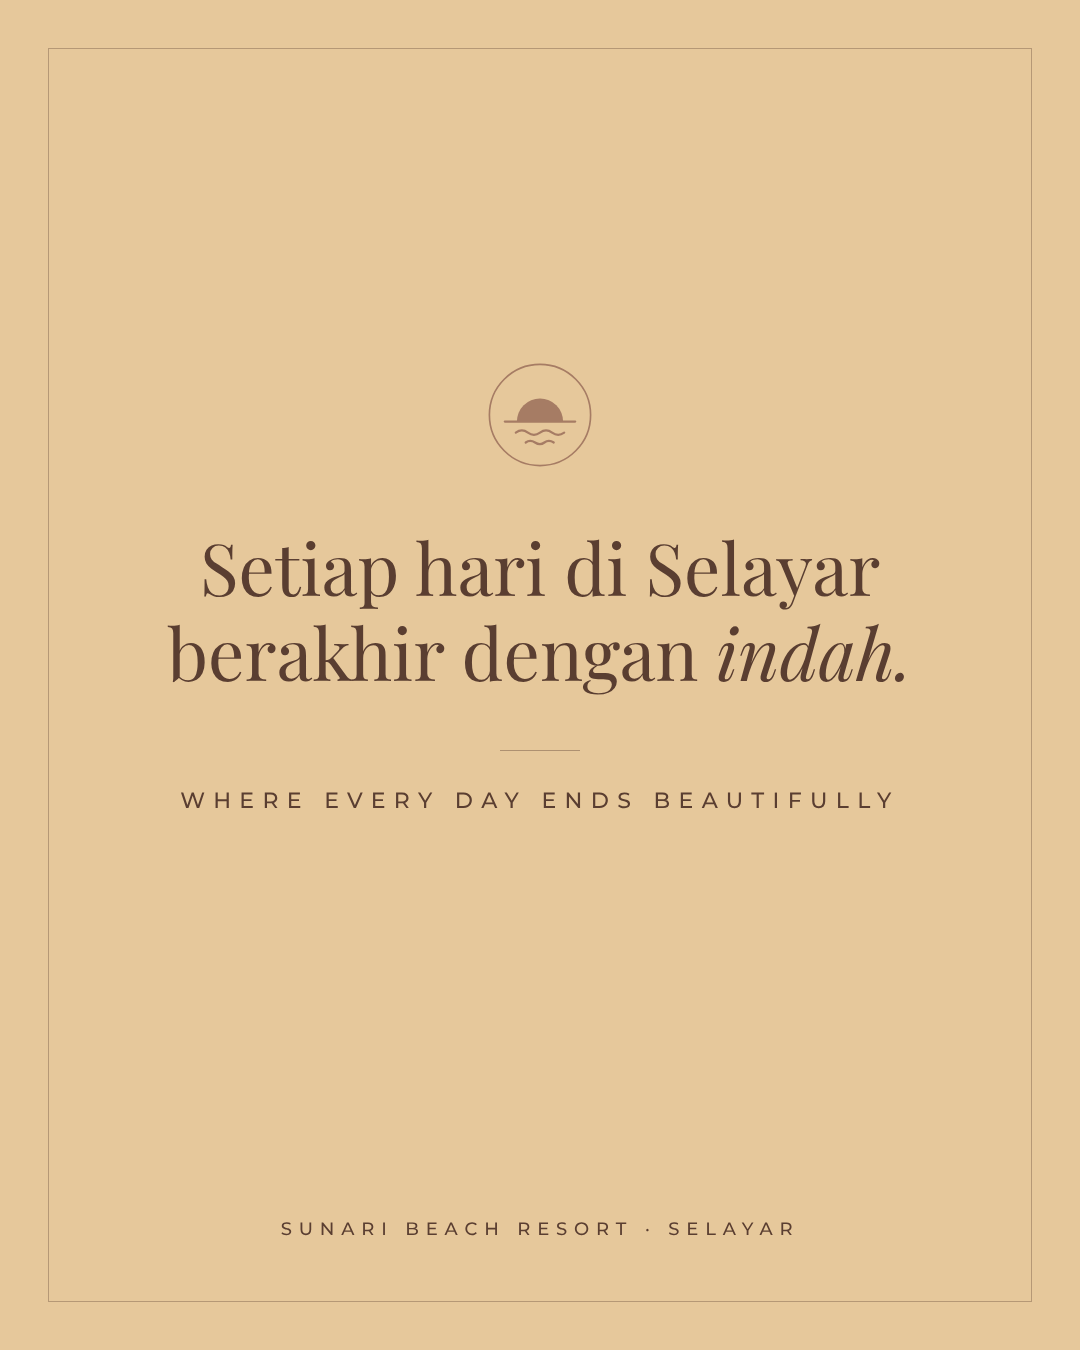 Setiap hari di Selayar
berakhir dengan indah.
WHERE EVERY DAY ENDS BEAUTIFULLY
SUNARI BEACH RESORT · SELAYAR